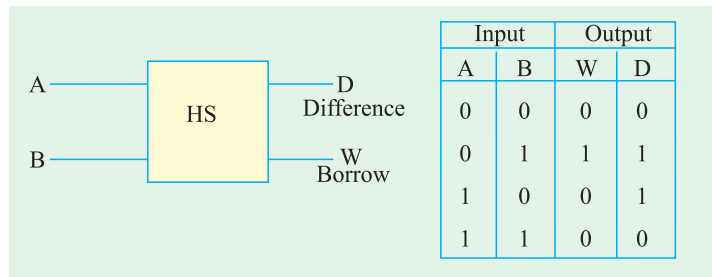 A
B
HS
D
Difference
W
Borrow
Input Output
A B W D
0 0 0 0
0 1 1 1
1 0 0 1
1 1 0 0